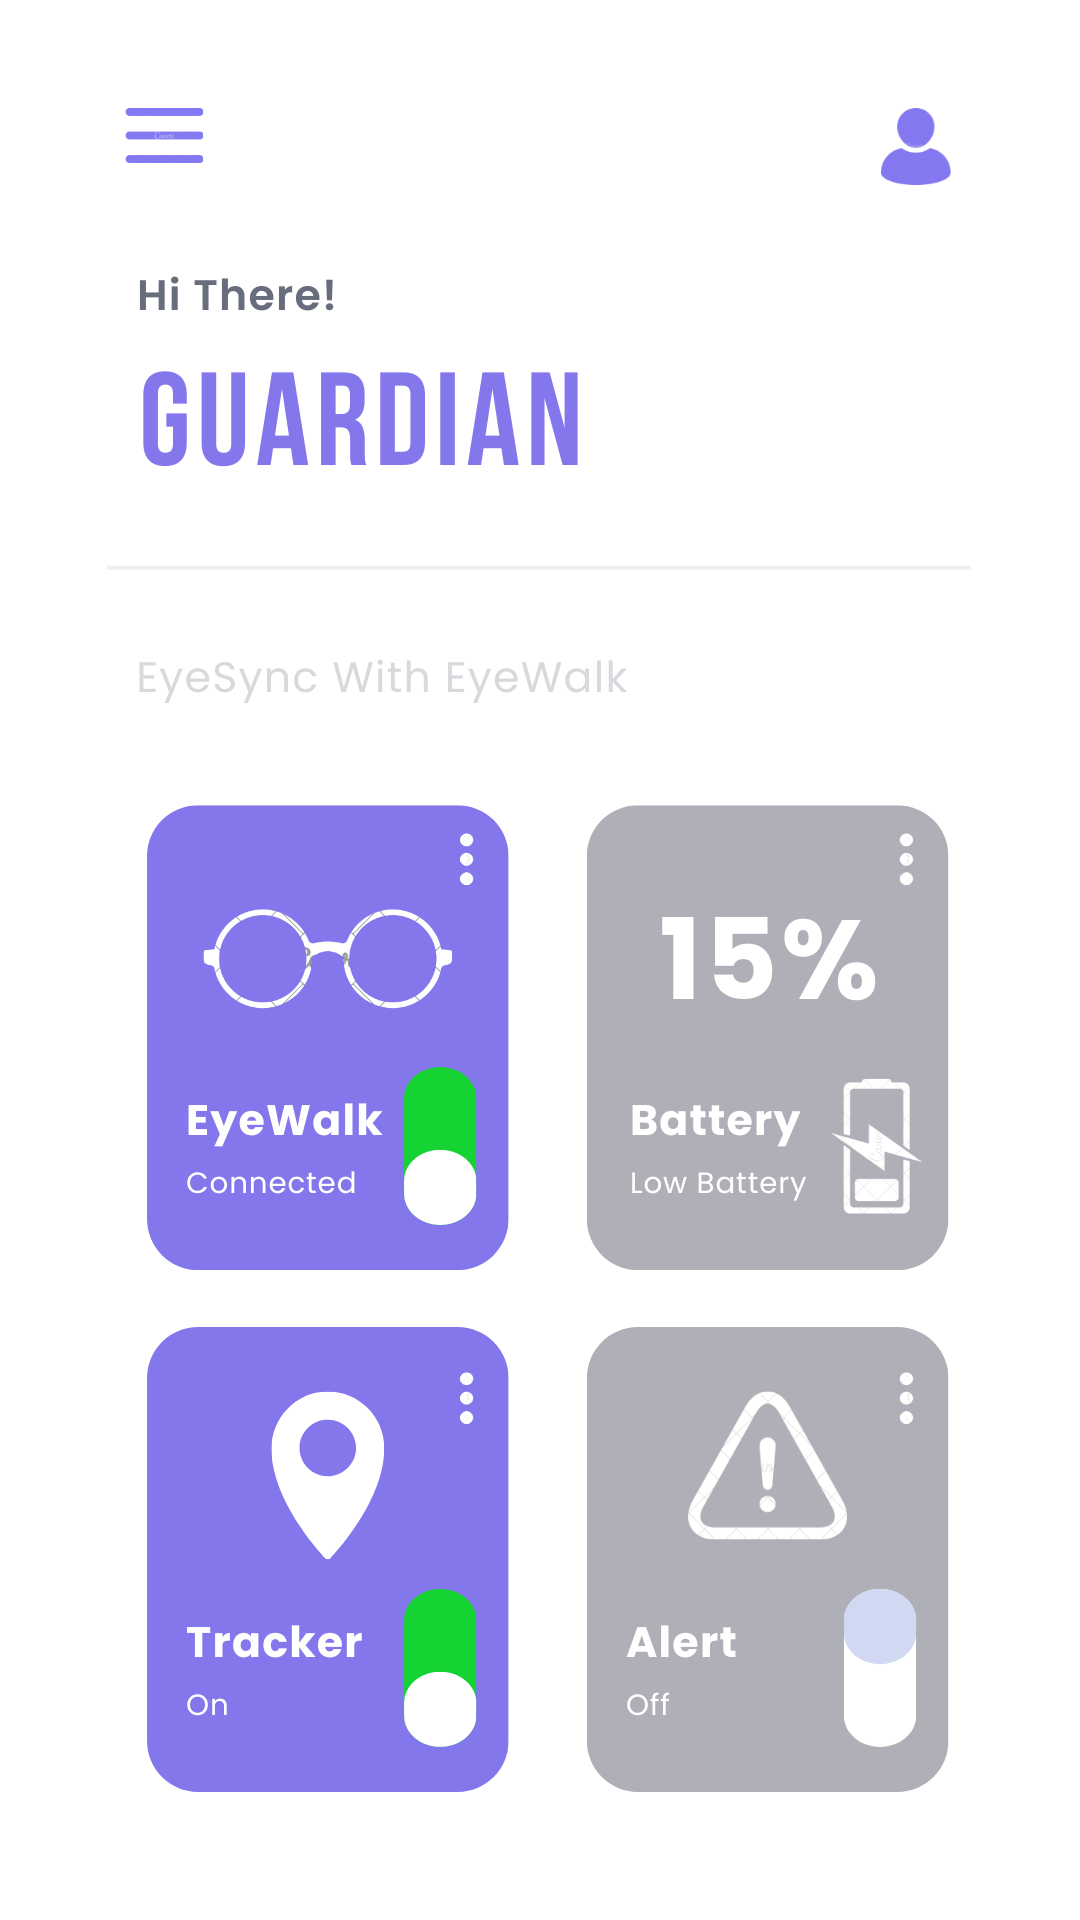 Hi There!
GUARDIAN
EyeSync With EyeWalk
EyeWalk
Connected
15%
Battery
Low Battery
Tracker
On
Alert
Off